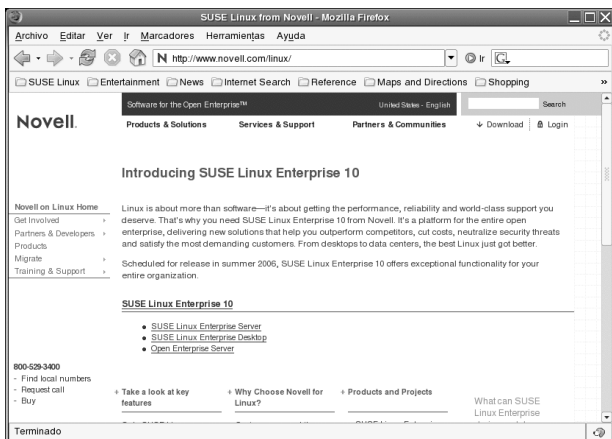 SUSE Linux from Novell - Mozilla Firefox
Archivo Editar Ver Ir Marcadores Herramientas Ayuda
N http://www.novell.com/linux/ Ir G
SUSE Linux Entertainment News Internet Search Reference Maps and Directions Shopping »
Software for the Open Enterprise™ United States - English Search
Novell.
Products & Solutions Services & Support Partners & Communities Download Login
Introducing SUSE Linux Enterprise 10
Novell on Linux Home
Get Involved
Partners & Developers
Products
Migrate
Training & Support
Linux is about more than software—it's about getting the performance, reliability and world-class support you
deserve. That's why you need SUSE Linux Enterprise 10 from Novell. It's a platform for the entire open
enterprise, delivering new solutions that help you outperform competitors, cut costs, neutralize security threats
and satisfy the most demanding customers. From desktops to data centers, the best Linux just got better.
Scheduled for release in summer 2006, SUSE Linux Enterprise 10 offers exceptional functionality for your
entire organization.
SUSE Linux Enterprise 10
• SUSE Linux Enterprise Server
• SUSE Linux Enterprise Desktop
• Open Enterprise Server
800-529-3400
- Find local numbers
- Request call
- Buy
+ Take a look at key
features
+ Why Choose Novell for
Linux?
+ Products and Projects
What can SUSE
Linux Enterprise
Terminado